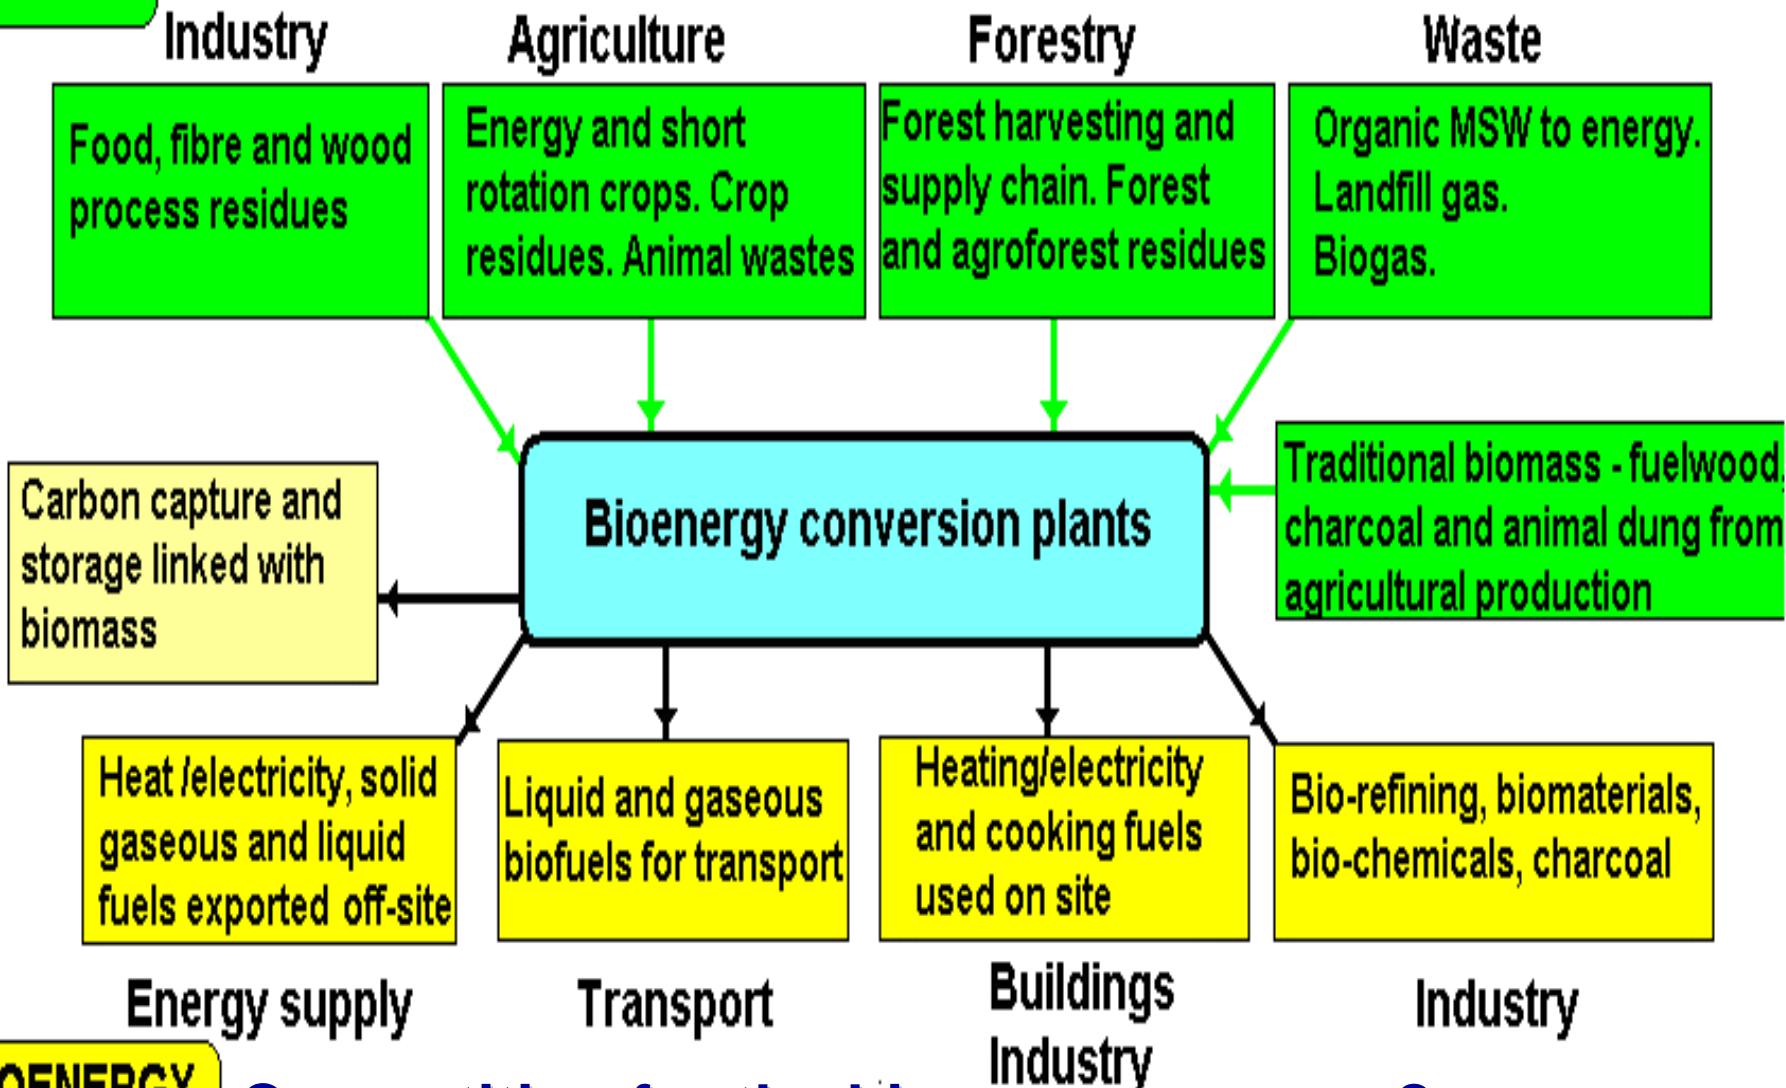 Industry
Agriculture
Forestry
Waste
Food, fibre and wood
process residues
Energy and short
rotation crops. Crop
residues. Animal wastes
Forest harvesting and
supply chain. Forest
and agroforest residues
Organic MSW to energy.
Landfill gas.
Biogas.
Traditional biomass - fuelwood,
charcoal and animal dung from
agricultural production
Bioenergy conversion plants
Carbon capture and
storage linked with
biomass
Heat /electricity, solid
gaseous and liquid
fuels exported off-site
Liquid and gaseous
biofuels for transport
Heating/electricity
and cooking fuels
used on site
Bio-refining, biomaterials,
bio-chemicals, charcoal
Energy supply
Transport
Buildings
Industry
Industry
OENERGY